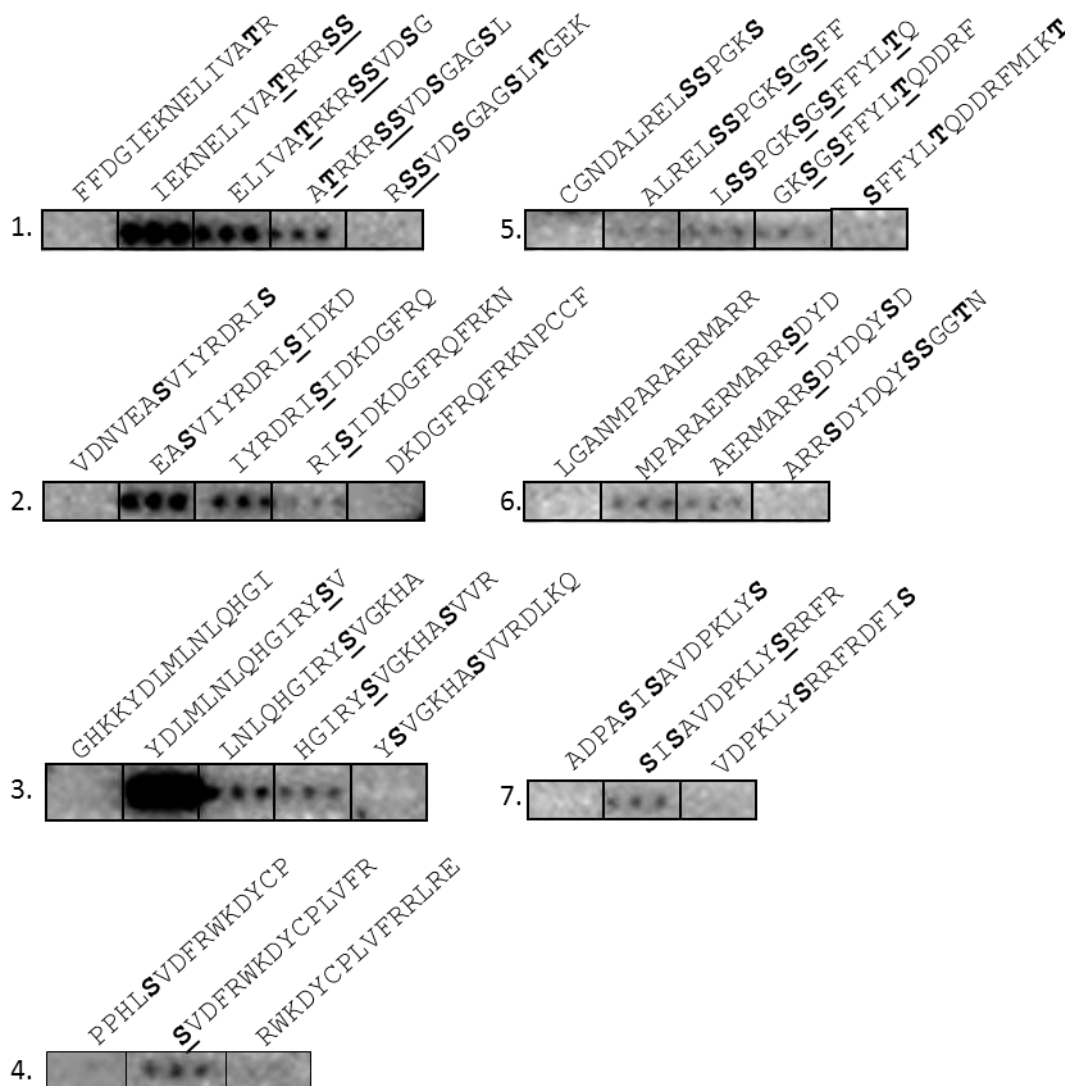 FFDGIEKNELIVATR
IEKNELIVATRKRSS
ELIVATRKRSSVDSG
ATRKRSSVDSGAGSL
RSSVDSGAGSLTGEK
1.
CGNDALRELSSPGKS
ALRELSSPGKSGSFF
LSSPGKSGSFFYLTQ
GKSGSFFYLTQDDRF
SFFYLTQDDRFMIKT
5.
VDNVEASVIYRDRIS
EASVIYRDRISIDKD
IYRDRISIDKDGFRQ
RISIDKDGFRQFRKN
DKDGFRQFRKNPCCF
2.
LGANMPARAERMARR
MPARAERMARRSDYD
AERMARRSDYDQYSD
ARRSDYDQYSSGGTN
6.
GHKKYDLMLNLQHGI
YDLMLNLQHGIRYSV
LNLQHGIRYSVGKHA
HGIRYSVGKHASVVR
YSVGKHASVVRDLKQ
3.
ADPASISAVDPKLYS
SISAVDPKLYSRRFR
VDPKLYSRRFRDFIS
7.
PPHLSVDFRWKDYCP
SVDFRWKDYCPLVFR
RWKDYCPLVFRRLRE
4.